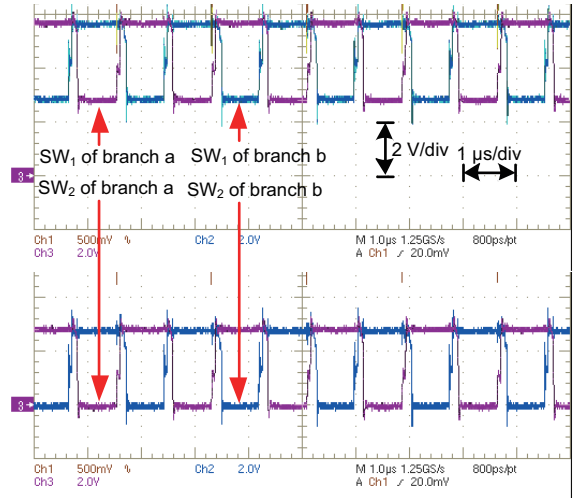 SW₁ of branch a SW₁ of branch b
2 V/div 1 µs/div
3
SW₂ of branch a SW₂ of branch b
Ch1 500mV Ch2 2.0V M 1.0µs 1.25GS/s 800ps/pt
Ch3 2.0V A Ch1 20.0mV
3
Ch1 500mV Ch2 2.0V M 1.0µs 1.25GS/s 800ps/pt
Ch3 2.0V A Ch1 20.0mV